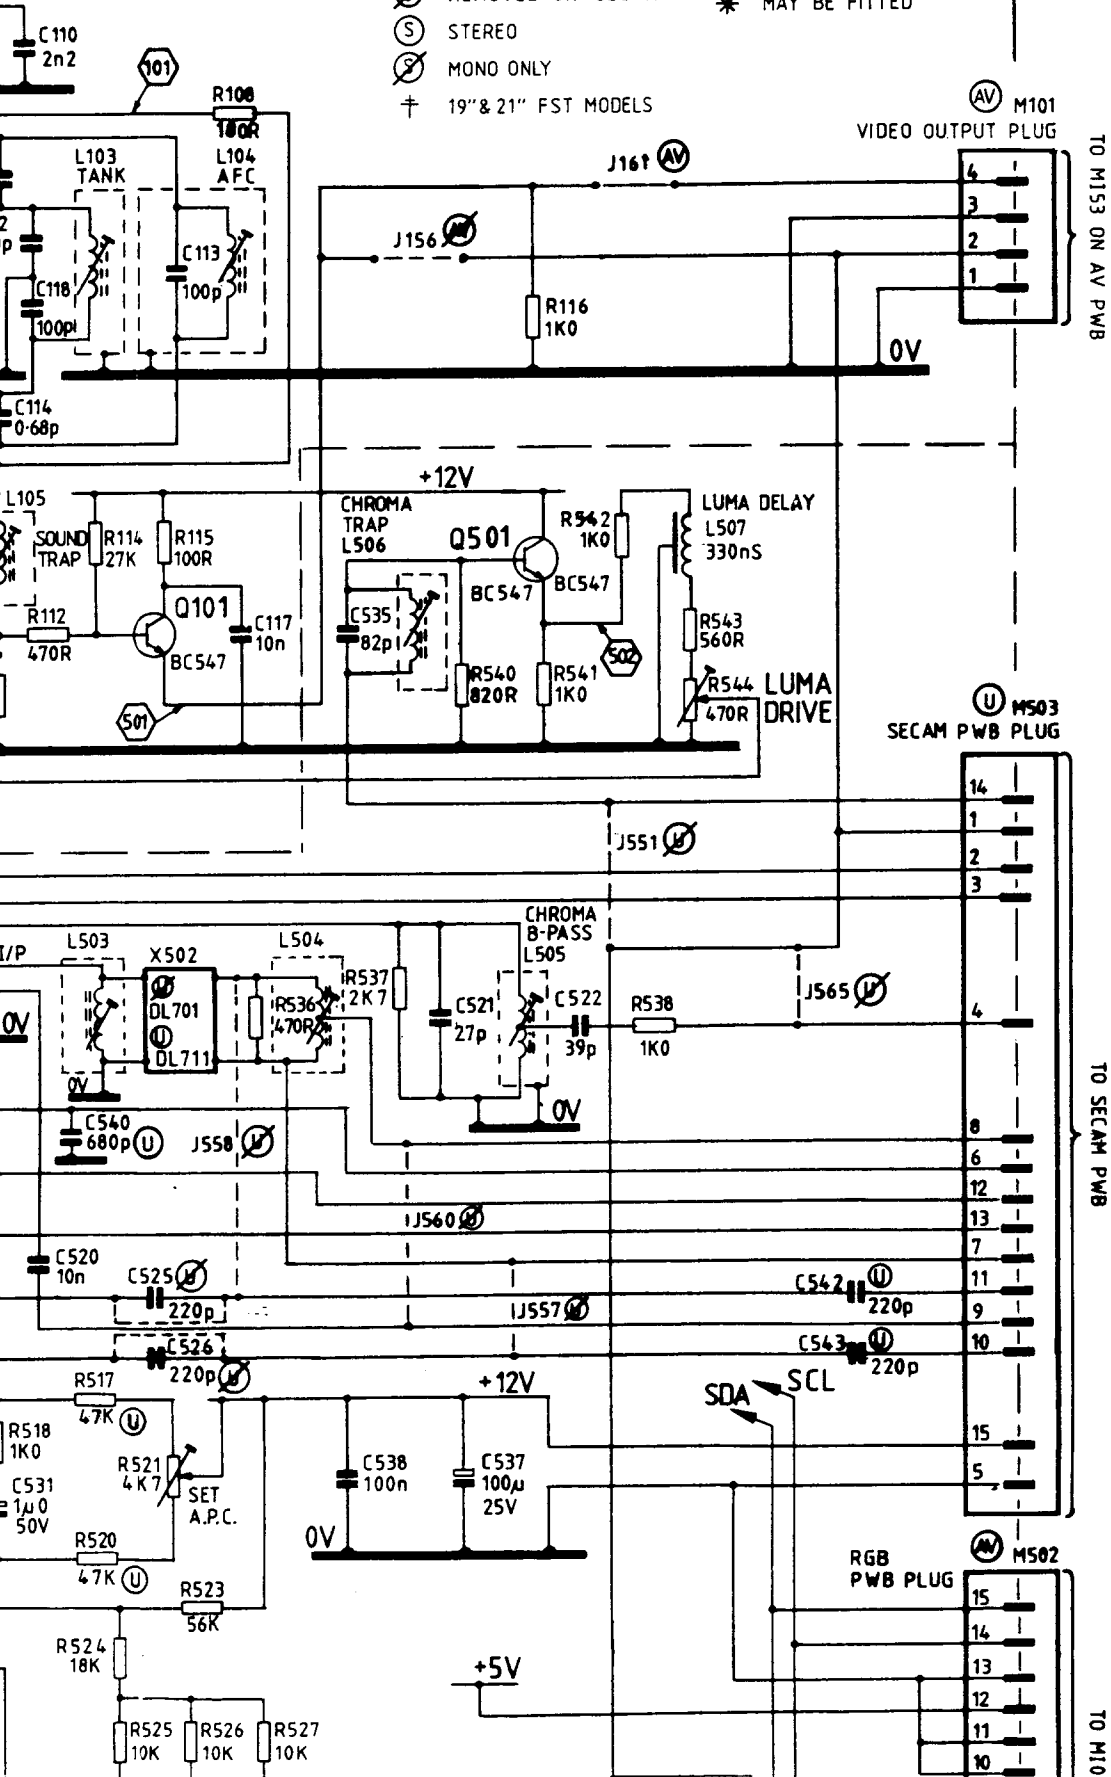 MAY BE FITTED
S STEREO
S MONO ONLY
19"& 21" FST MODELS
C110
2n2
101
R108
180R
AV M101
VIDEO OUTPUT PLUG
TO M153 ON AV PWB
L103
TANK
L104
AFC
J161 AV
J156 AV
4
3
2
1
C113
100p
C118
100p
R116
1K0
0V
C114
0·68p
+12V
L105
SOUND
TRAP
R114
27K
R115
100R
CHROMA
TRAP
L506
Q501
BC547
BC547
R542
1K0
LUMA DELAY
L507
330nS
R112
470R
Q101
BC547
C117
10n
C535
82p
R540
820R
R541
1K0
502
R543
560R
R544
470R
LUMA
DRIVE
501
U M503
SECAM PWB PLUG
14
1
2
3
J551 U
I/P
L503
X502
U
DL701
U
DL711
L504
R536
470R
R537
2K7
C521
27p
CHROMA
B-PASS
L505
C522
39p
R538
1K0
J565 U
4
0V
0V
0V
C540
680p U
J558 U
8
6
12
13
7
11
9
10
TO SECAM PWB
J560 U
C520
10n
C525 U
220p
J557 U
C542 U
220p
C526
220p U
C543 U
220p
SDA
SCL
R517
47K U
+12V
15
5
R518
1K0
C531
1µ0
50V
R521
4K7
SET
A.P.C.
C538
100n
C537
100µ
25V
0V
R520
47K U
R523
56K
RGB
PWB PLUG
AV M502
15
14
13
12
11
10
R524
18K
+5V
R525
10K
R526
10K
R527
10K